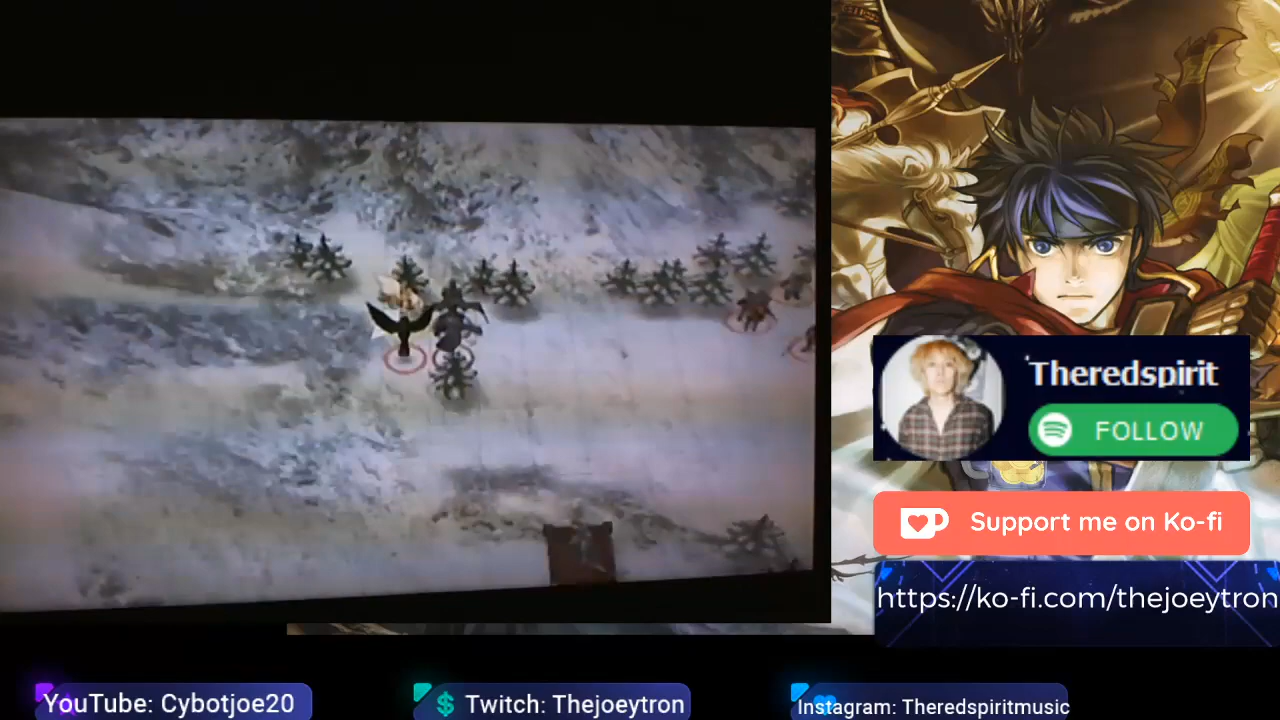 Theredspirit
FOLLOW
Support me on Ko-fi
https://ko-fi.com/thejoeytron
YouTube: Cybotjoe20
Twitch: Thejoeytron
Instagram: Theredspiritmusic